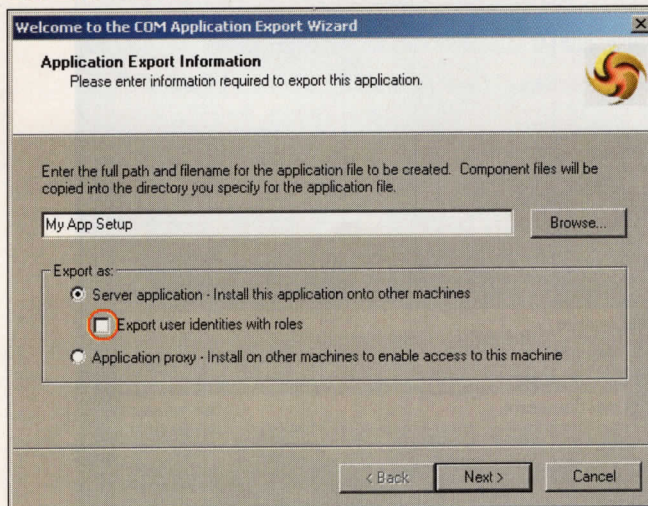 Welcome to the COM Application Export Wizard
Application Export Information
Please enter information required to export this application.
Enter the full path and filename for the application file to be created. Component files will be
copied into the directory you specify for the application file.
My App Setup
Browse...
Export as:
Server application - Install this application onto other machines
Export user identities with roles
Application proxy - Install on other machines to enable access to this machine
< Back
Next >
Cancel